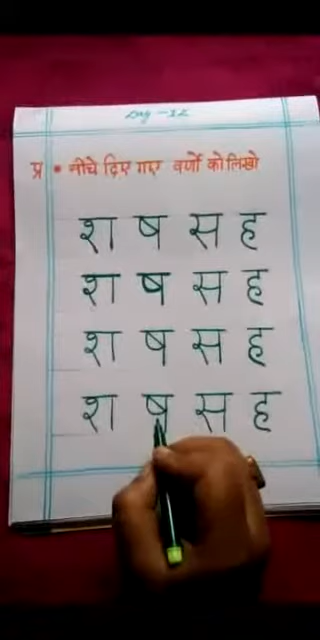 Day - 12
प्र • नीचे दिए गए वर्णो को लिखो
श ष स ह
श ष स ह
श ष स ह
श ष स ह